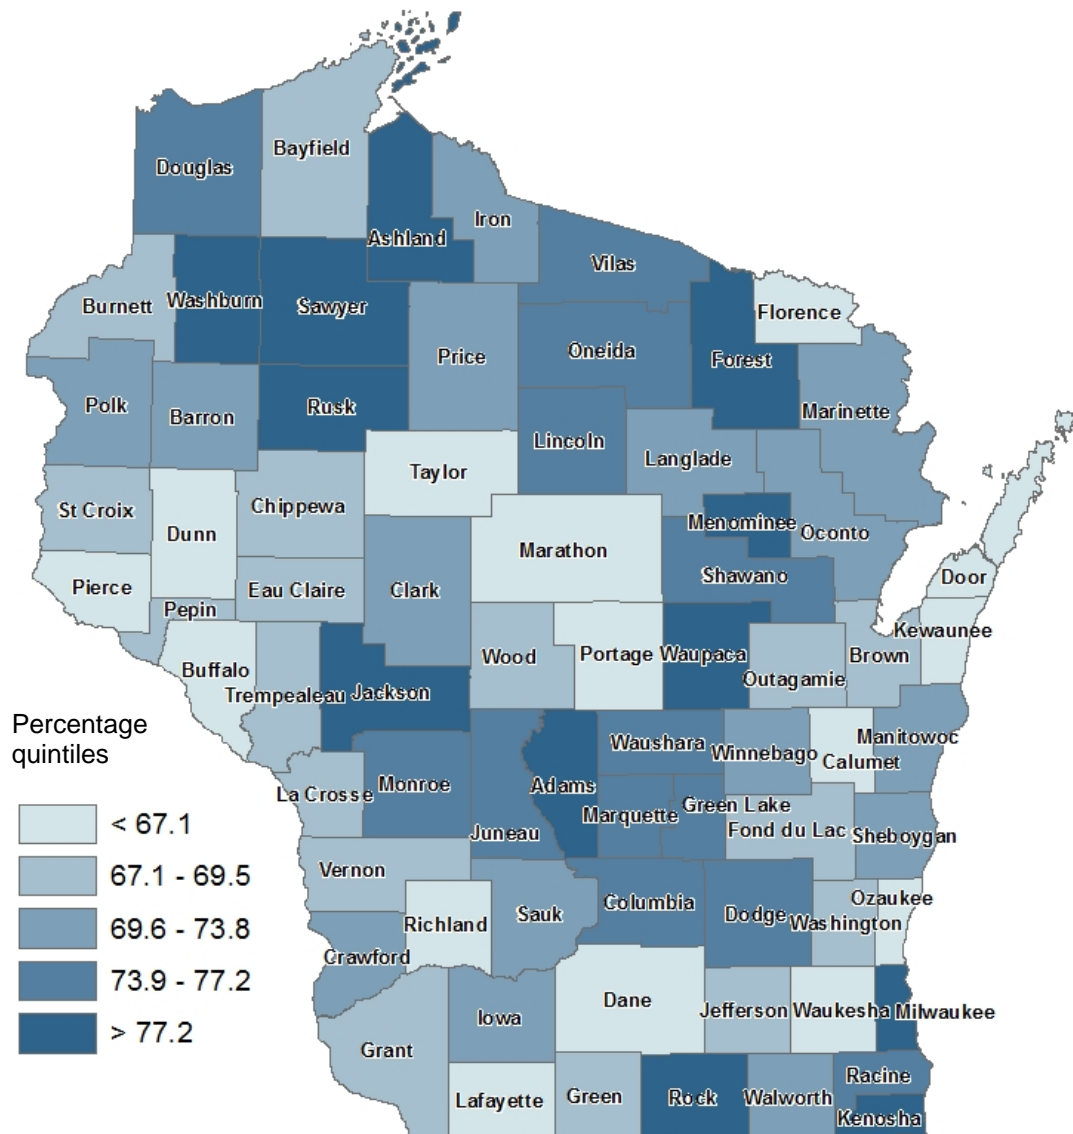 Bayfield
Douglas
Iron
Ashland
Vilas
Burnett
Washburn
Sawyer
Florence
Price
Oneida
Forest
Polk
Barron
Rusk
Marinette
Lincoln
Langlade
Taylor
St Croix
Chippewa
Dunn
Menominee
Oconto
Marathon
Shawano
Door
Pierce
Eau Claire
Clark
Pepin
Kewaunee
Wood
Portage
Waupaca
Brown
Buffalo
Outagamie
Trempealeau
Jackson
Percentage
quintiles
Waushara
Winnebago
Manitowoc
Calumet
La Crosse
Monroe
Adams
Marquette
Green Lake
Juneau
Fond du Lac
Sheboygan
< 67.1
67.1 - 69.5
69.6 - 73.8
73.9 - 77.2
> 77.2
Vernon
Richland
Sauk
Columbia
Dodge
Ozaukee
Washington
Crawford
Dane
Jefferson
Waukesha
Milwaukee
Iowa
Grant
Lafayette
Green
Rock
Walworth
Racine
Kenosha